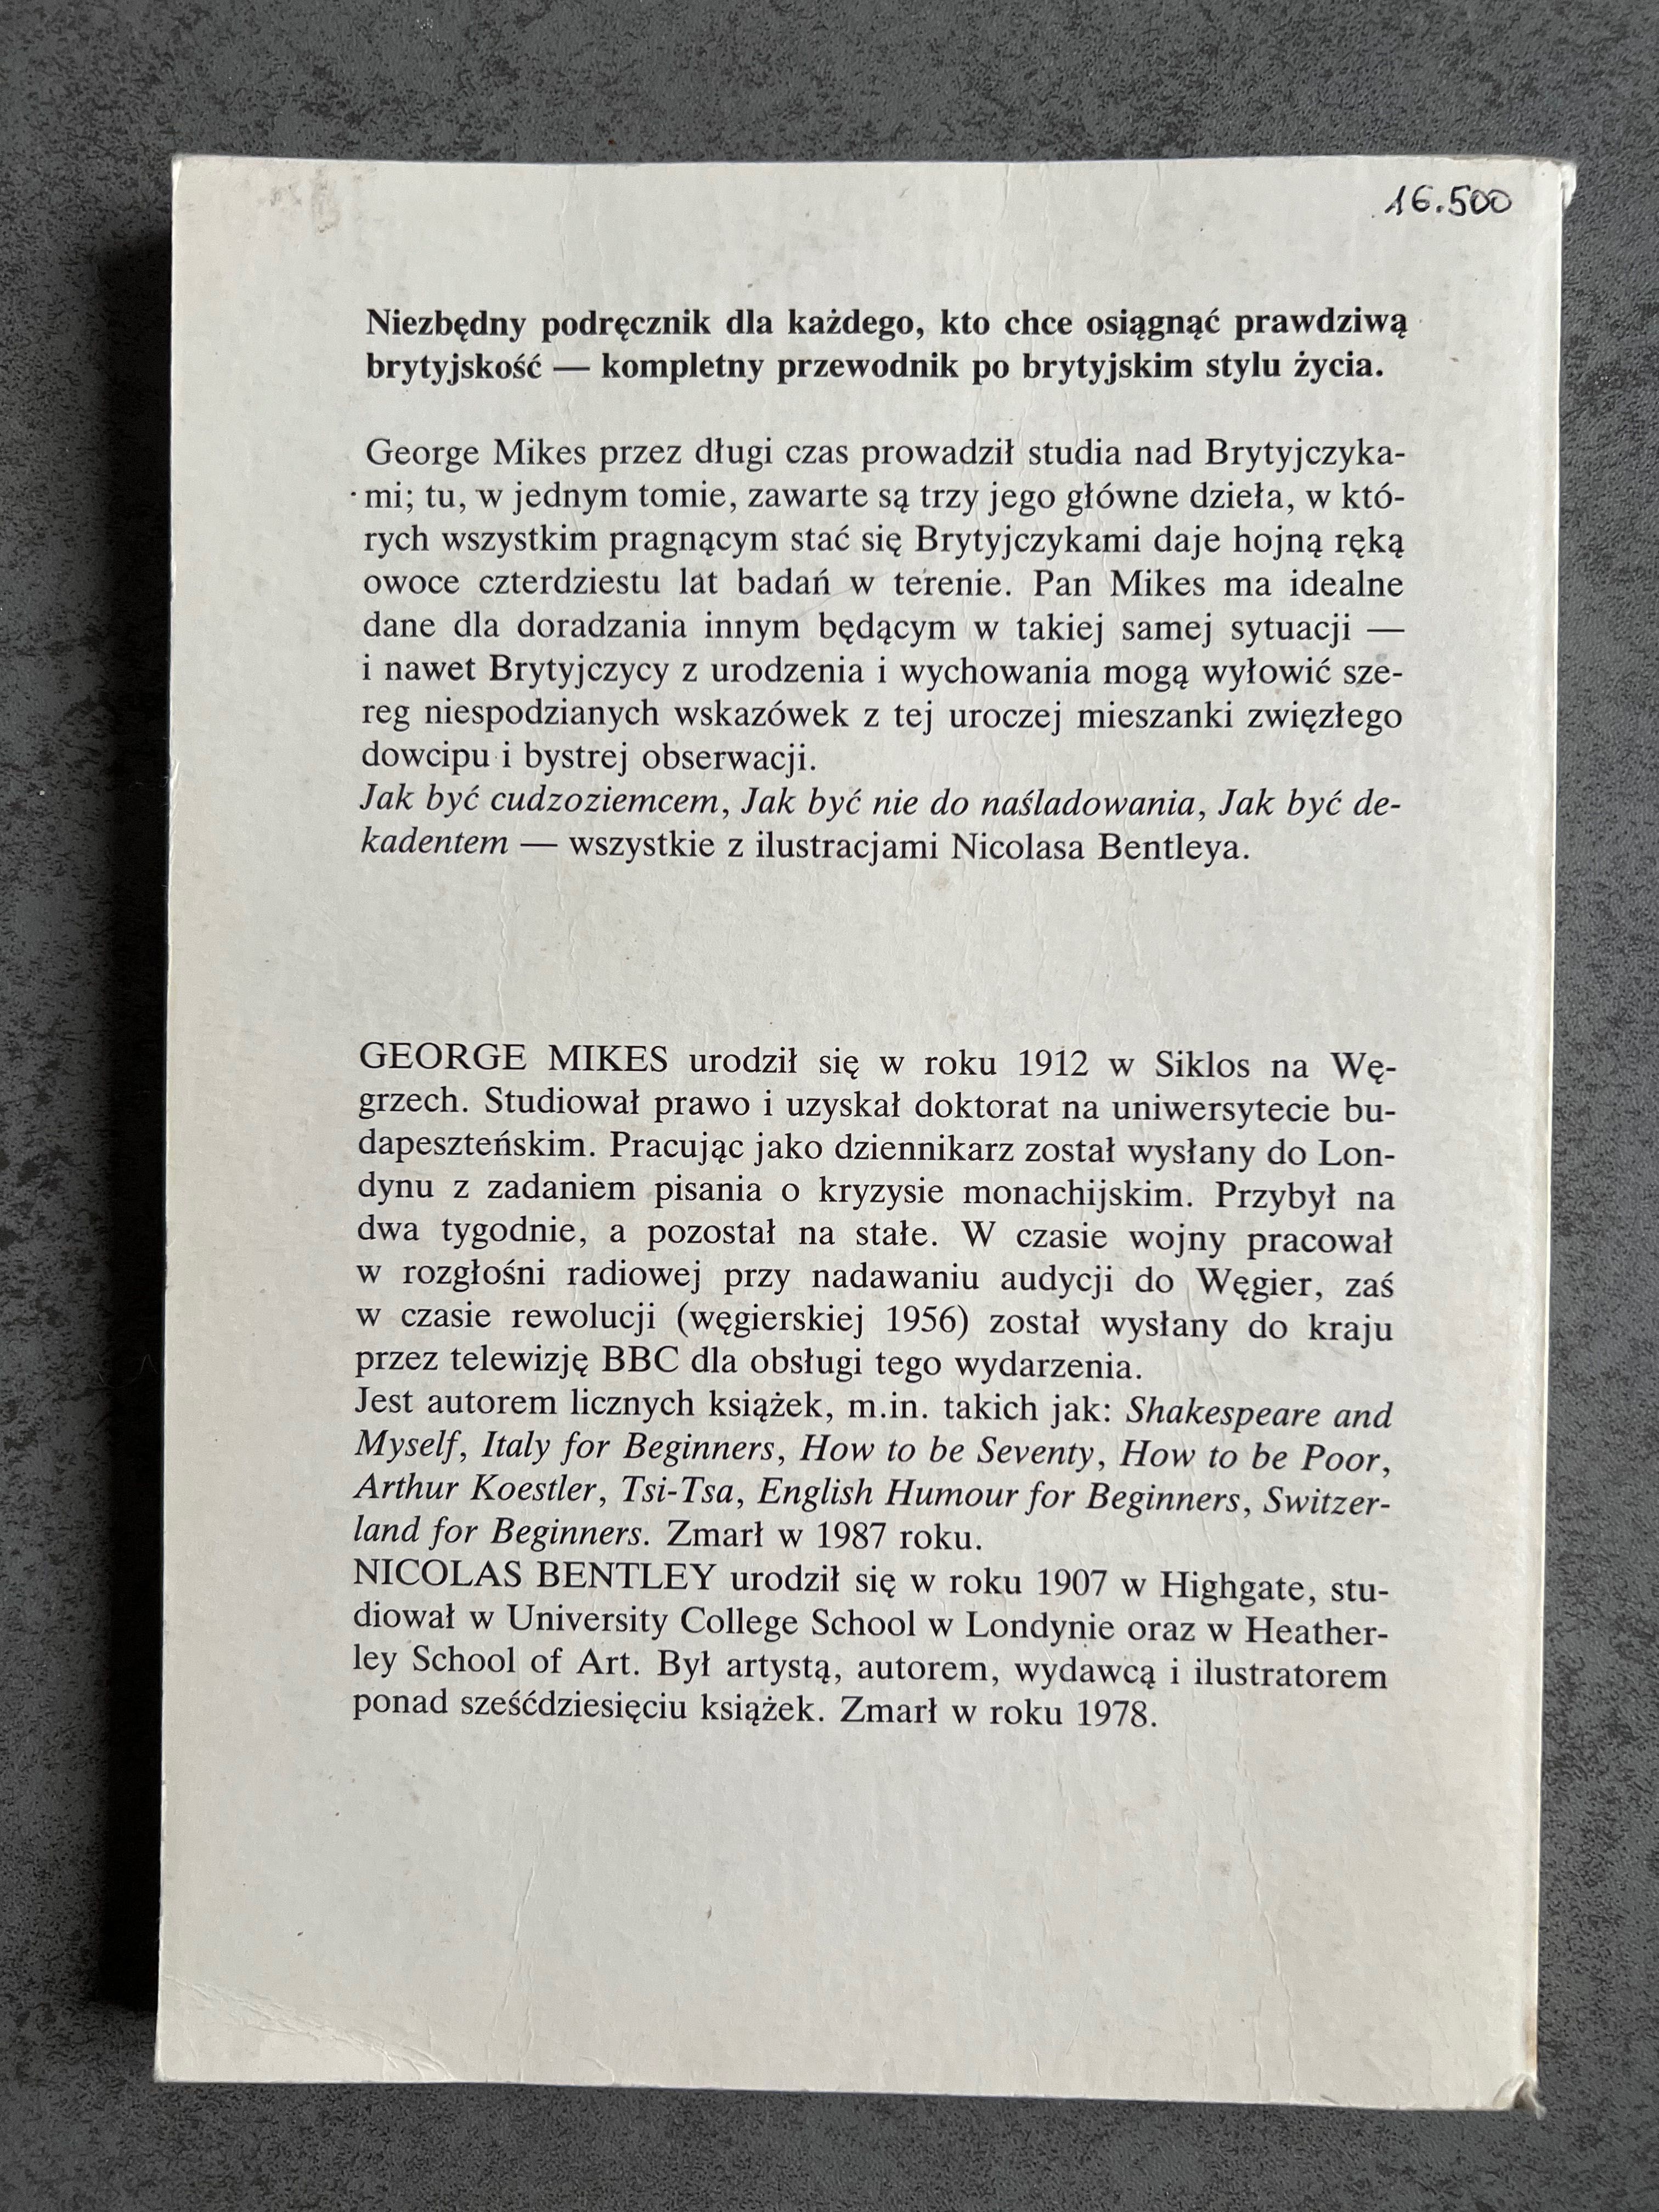 16.500
Niezbędny podręcznik dla każdego, kto chce osiągnąć prawdziwą
brytyjskość — kompletny przewodnik po brytyjskim stylu życia.
George Mikes przez długi czas prowadził studia nad Brytyjczyka-
mi; tu, w jednym tomie, zawarte są trzy jego główne dzieła, w któ-
rych wszystkim pragnącym stać się Brytyjczykami daje hojną ręką
owoce czterdziestu lat badań w terenie. Pan Mikes ma idealne
dane dla doradzania innym będącym w takiej samej sytuacji —
i nawet Brytyjczycy z urodzenia i wychowania mogą wyłowić sze-
reg niespodzianych wskazówek z tej uroczej mieszanki zwięzłego
dowcipu i bystrej obserwacji.
Jak być cudzoziemcem, Jak być nie do naśladowania, Jak być de-
kadentem — wszystkie z ilustracjami Nicolasa Bentleya.
GEORGE MIKES urodził się w roku 1912 w Siklos na Wę-
grzech. Studiował prawo i uzyskał doktorat na uniwersytecie bu-
dapeszteńskim. Pracując jako dziennikarz został wysłany do Lon-
dynu z zadaniem pisania o kryzysie monachijskim. Przybył na
dwa tygodnie, a pozostał na stałe. W czasie wojny pracował
w rozgłośni radiowej przy nadawaniu audycji do Węgier, zaś
w czasie rewolucji (węgierskiej 1956) został wysłany do kraju
przez telewizję BBC dla obsługi tego wydarzenia.
Jest autorem licznych książek, m.in. takich jak: Shakespeare and
Myself, Italy for Beginners, How to be Seventy, How to be Poor,
Arthur Koestler, Tsi-Tsa, English Humour for Beginners, Switzer-
land for Beginners. Zmarł w 1987 roku.
NICOLAS BENTLEY urodził się w roku 1907 w Highgate, stu-
diował w University College School w Londynie oraz w Heather-
ley School of Art. Był artystą, autorem, wydawcą i ilustratorem
ponad sześćdziesięciu książek. Zmarł w roku 1978.